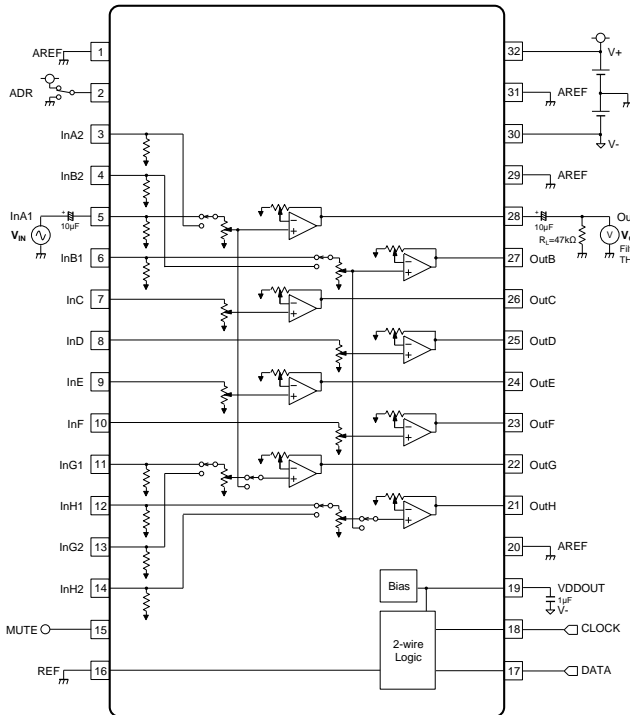 AREF 1 32 V+
ADR 2 31 AREF
InA2 3 30 V-
InB2 4 29 AREF
InA1 5 28 Ou
+ 10µF + 10µF
VIN RL=47kΩ V
InB1 6 27 OutB
Fil
TH
InC 7 26 OutC
InD 8 25 OutD
InE 9 24 OutE
InF 10 23 OutF
InG1 11 22 OutG
InH1 12 21 OutH
InG2 13 20 AREF
InH2 14 Bias 19 VDDOUT
1µF
V-
MUTE 15 2-wire 18 CLOCK
Logic
REF 16 17 DATA